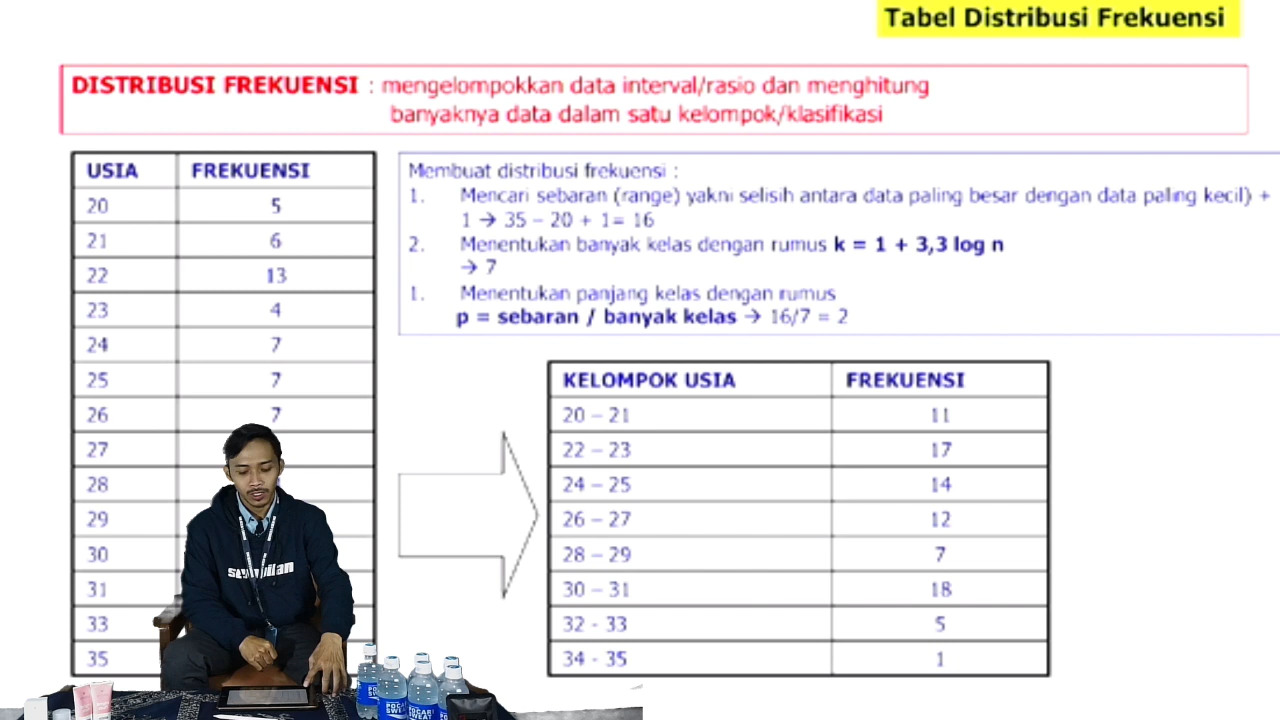 Tabel Distribusi Frekuensi
DISTRIBUSI FREKUENSI : mengelompokkan data interval/rasio dan menghitung
banyaknya data dalam satu kelompok/klasifikasi
USIA FREKUENSI
20 5
21 6
22 13
23 4
24 7
25 7
26 7
27
28
29
30
31
33
35
Membuat distribusi frekuensi :
1. Mencari sebaran (range) yakni selisih antara data paling besar dengan data paling kecil) +
1 → 35 – 20 + 1= 16
2. Menentukan banyak kelas dengan rumus k = 1 + 3,3 log n
→ 7
1. Menentukan panjang kelas dengan rumus
p = sebaran / banyak kelas → 16/7 = 2
KELOMPOK USIA FREKUENSI
20 – 21 11
22 – 23 17
24 – 25 14
26 – 27 12
28 – 29 7
30 – 31 18
32 - 33 5
34 - 35 1
POCARI
SWEAT